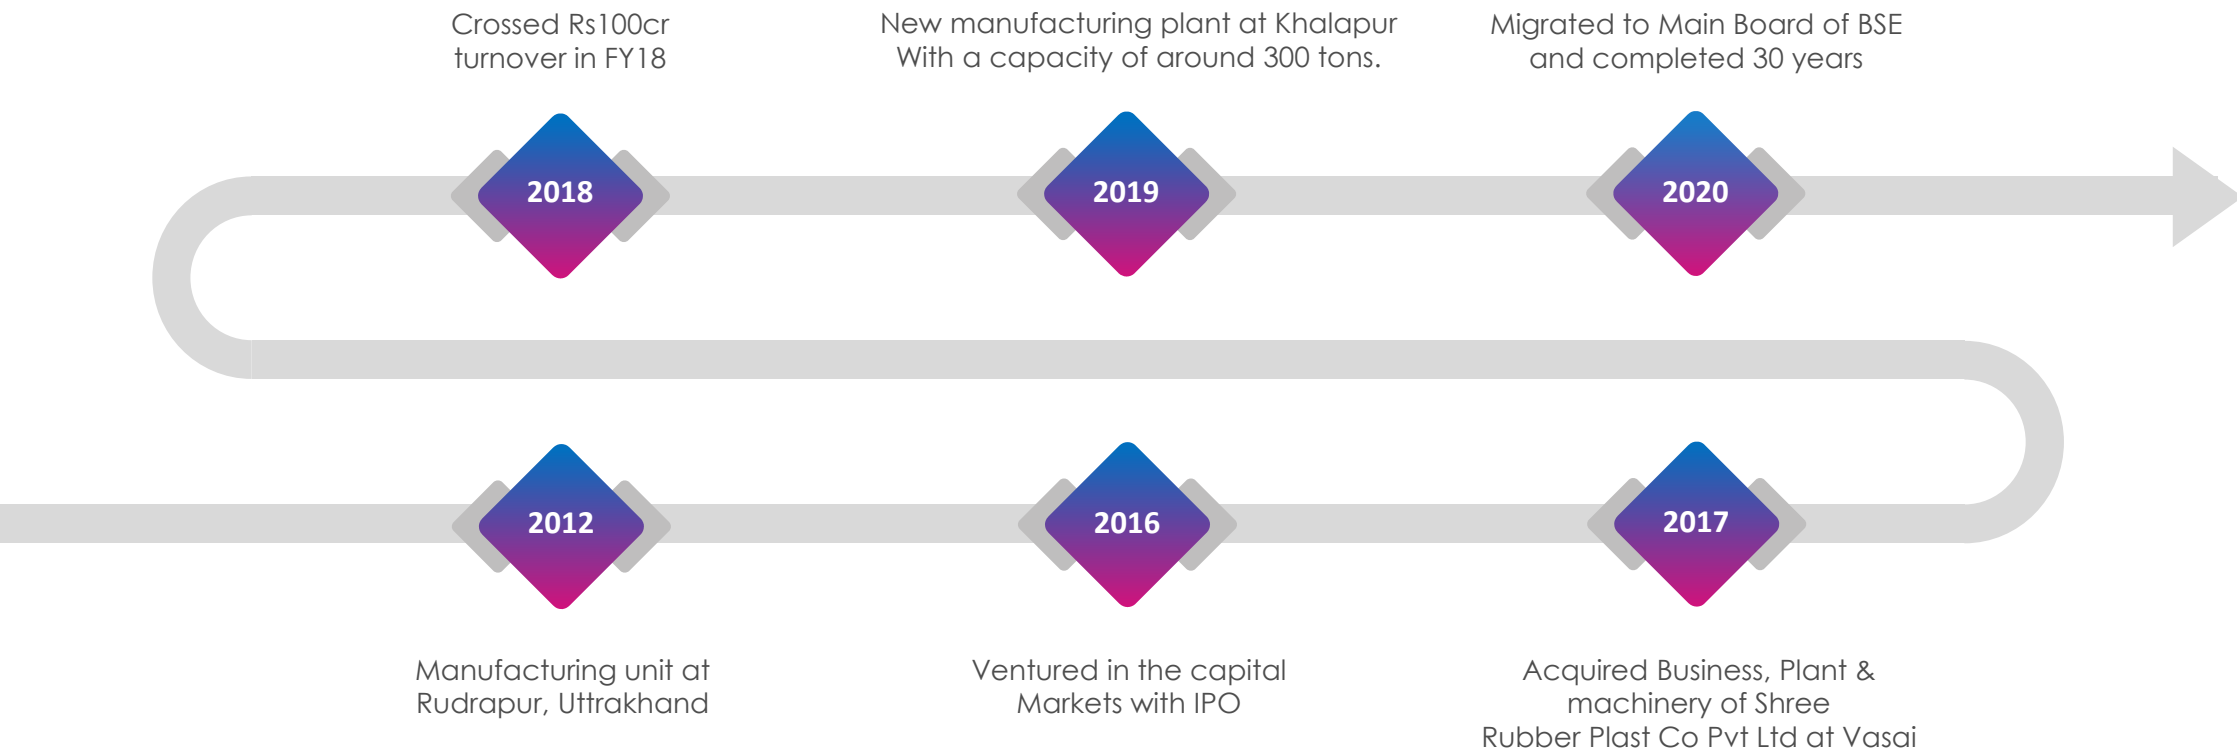 Crossed Rs100cr
turnover in FY18
New manufacturing plant at Khalapur
With a capacity of around 300 tons.
Migrated to Main Board of BSE
and completed 30 years
2018
2019
2020
2012
2016
2017
Manufacturing unit at
Rudrapur, Uttrakhand
Ventured in the capital
Markets with IPO
Acquired Business, Plant &
machinery of Shree
Rubber Plast Co Pvt Ltd at Vasai